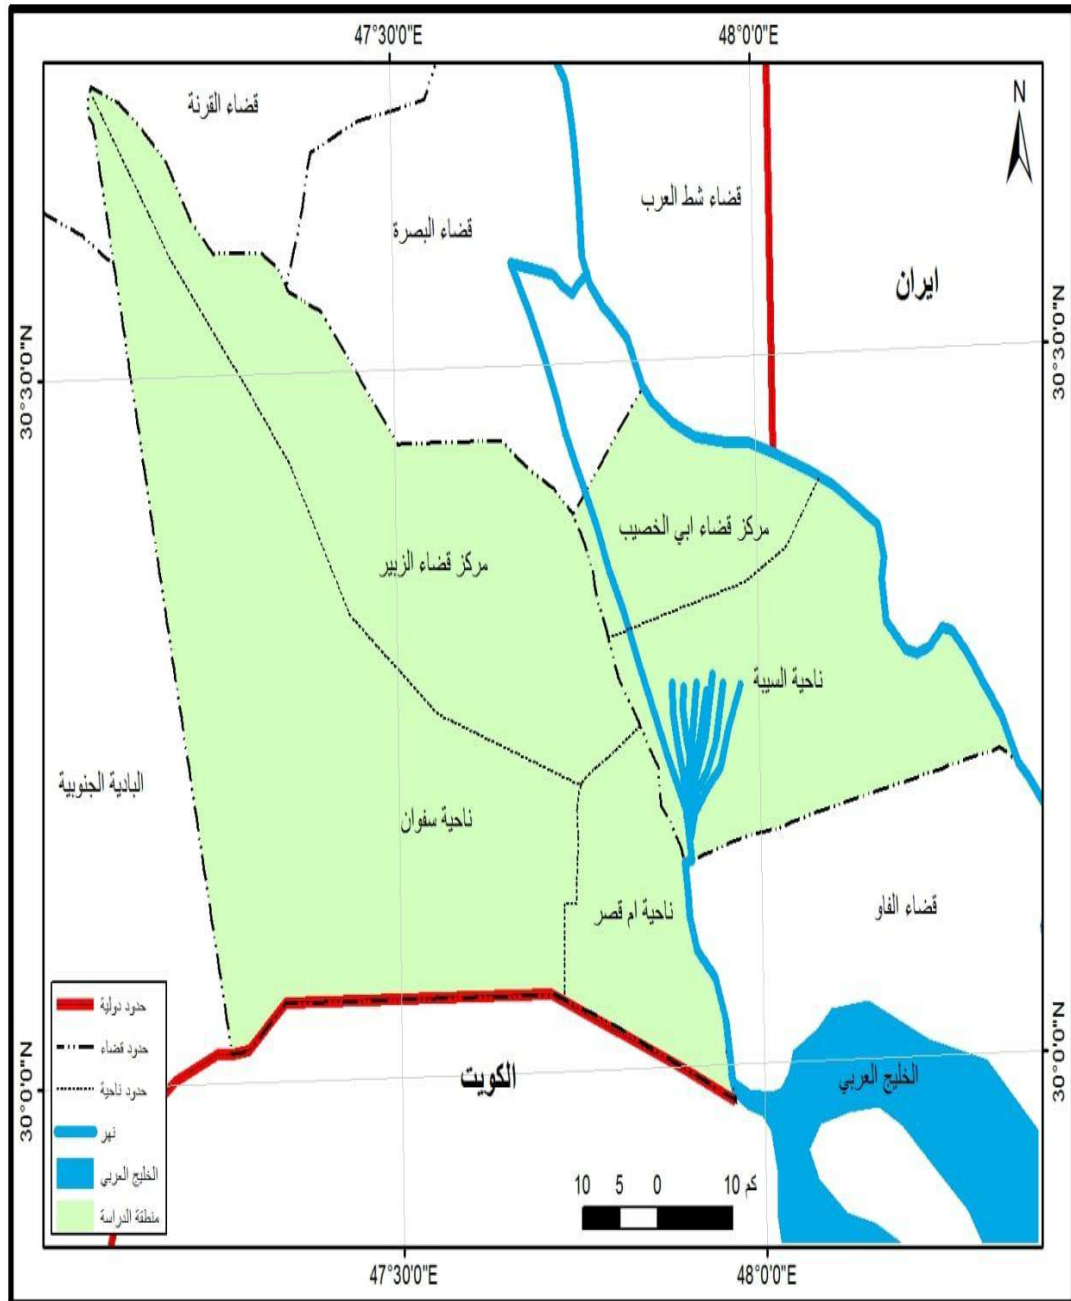 47°30'0"E
48°0'0"E
N
قضاء القرنة
قضاء شط العرب
قضاء البصرة
ايران
30°30'0"N
30°30'0"N
مركز قضاء ابي الخصيب
مركز قضاء الزبير
ناحية السيبة
البادية الجنوبية
ناحية سفوان
قضاء الفاو
ناحية ام قصر
حدود دولية
حدود قضاء
حدود ناحية
نهر
الخليج العربي
منطقة الدراسة
30°0'0"N
30°0'0"N
الكويت
الخليج العربي
10 5 0 10 كم
47°30'0"E
48°0'0"E